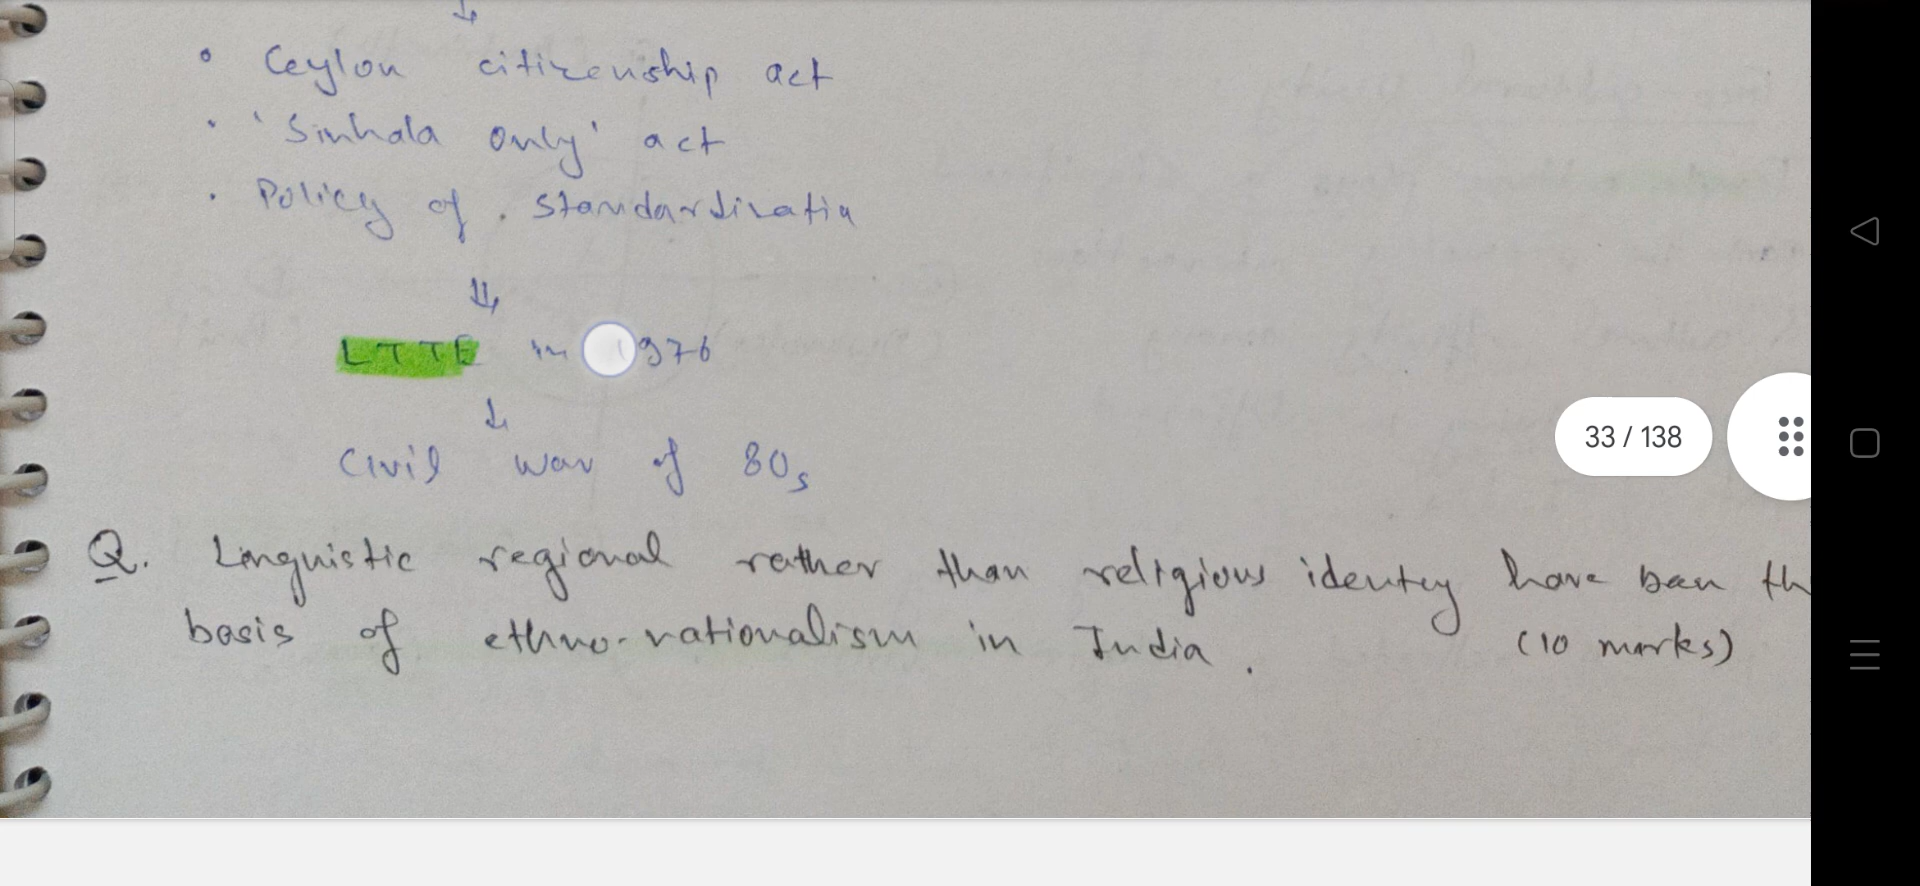 • Ceylon citizenship act
• 'Sinhala Only' act
• Policy of . standardization
LTTE in 1976
Civil war of 80s
33 / 138
Q. Linguistic regional rather than religious identity have been th
basis of ethno-nationalism in India. (10 marks)